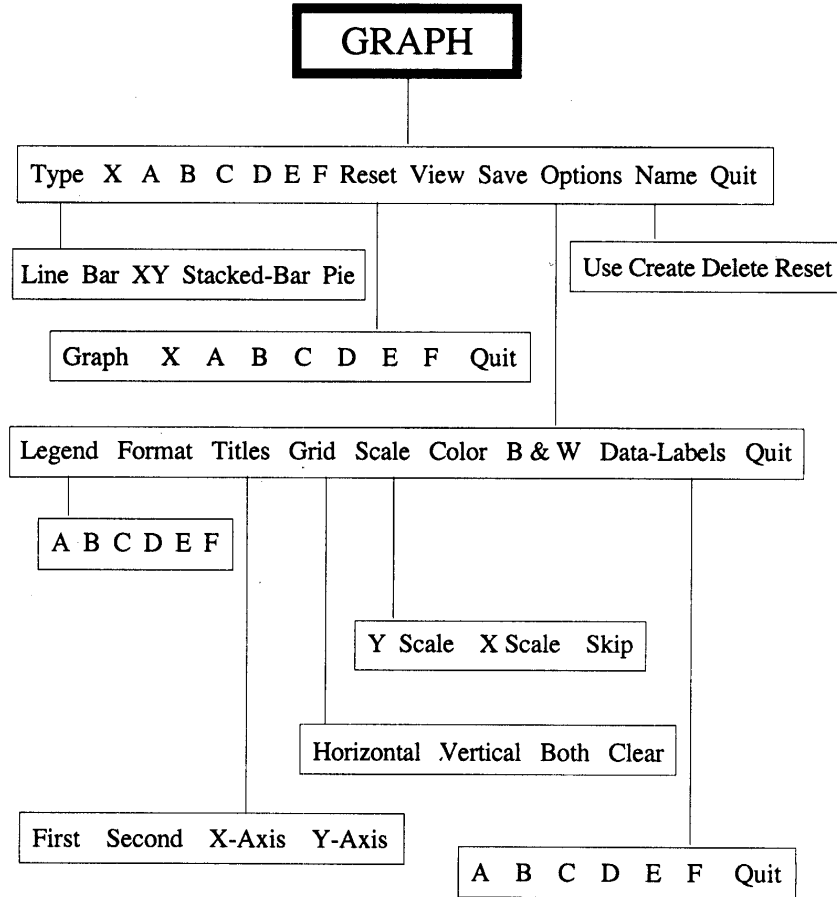 GRAPH
Type X A B C D E F Reset View Save Options Name Quit
Line Bar XY Stacked-Bar Pie
Use Create Delete Reset
Graph X A B C D E F Quit
Legend Format Titles Grid Scale Color B & W Data-Labels Quit
A B C D E F
Y Scale X Scale Skip
Horizontal Vertical Both Clear
First Second X-Axis Y-Axis
A B C D E F Quit